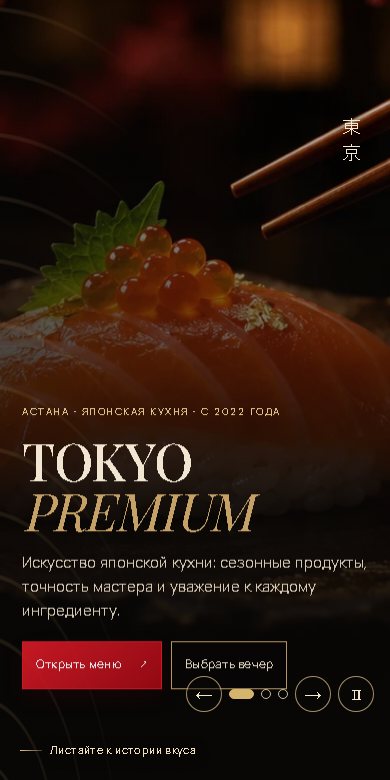 東
京
АСТАНА · ЯПОНСКАЯ КУХНЯ · С 2022 ГОДА
TOKYO
PREMIUM
Искусство японской кухни: сезонные продукты,
точность мастера и уважение к каждому
ингредиенту.
Открыть меню ↗
Выбрать вечер
← → II
Листайте к истории вкуса